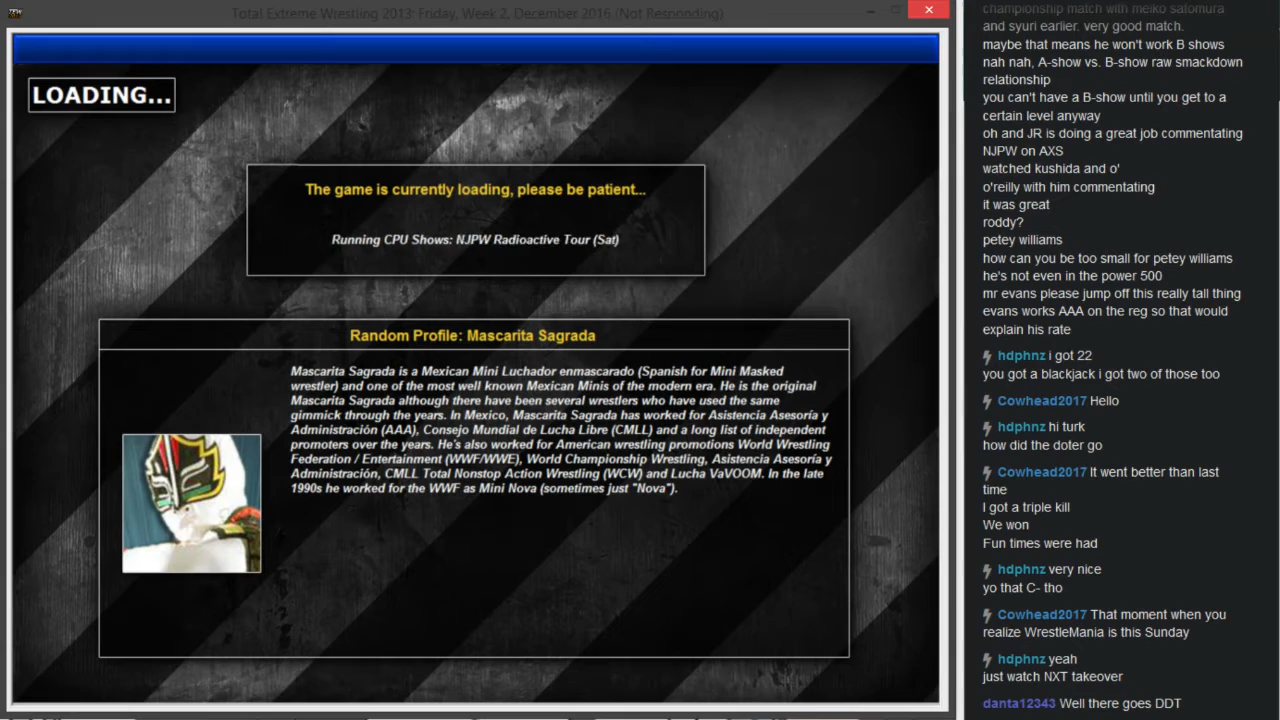 Total Extreme Wrestling 2013: Friday, Week 2, December 2016 (Not Responding)
LOADING...
The game is currently loading, please be patient...
Running CPU Shows: NJPW Radioactive Tour (Sat)
Random Profile: Mascarita Sagrada
Mascarita Sagrada is a Mexican Mini Luchador enmascarado (Spanish for Mini Masked
wrestler) and one of the most well known Mexican Minis of the modern era. He is the original
Mascarita Sagrada although there have been several wrestlers who have used the same
gimmick through the years. In Mexico, Mascarita Sagrada has worked for Asistencia Asesoría y
Administración (AAA), Consejo Mundial de Lucha Libre (CMLL) and a long list of independent
promoters over the years. He's also worked for American wrestling promotions World Wrestling
Federation / Entertainment (WWF/WWE), World Championship Wrestling, Asistencia Asesoría y
Administración, CMLL Total Nonstop Action Wrestling (WCW) and Lucha VaVOOM. In the late
1990s he worked for the WWF as Mini Nova (sometimes just "Nova").
championship match with meiko satomura
and syuri earlier. very good match.
maybe that means he won't work B shows
nah nah, A-show vs. B-show raw smackdown
relationship
you can't have a B-show until you get to a
certain level anyway
oh and JR is doing a great job commentating
NJPW on AXS
watched kushida and o'
o'reilly with him commentating
it was great
roddy?
petey williams
how can you be too small for petey williams
he's not even in the power 500
mr evans please jump off this really tall thing
evans works AAA on the reg so that would
explain his rate
hdphnz i got 22
you got a blackjack i got two of those too
Cowhead2017 Hello
hdphnz hi turk
how did the doter go
Cowhead2017 It went better than last
time
I got a triple kill
We won
Fun times were had
hdphnz very nice
yo that C- tho
Cowhead2017 That moment when you
realize WrestleMania is this Sunday
hdphnz yeah
just watch NXT takeover
danta12343 Well there goes DDT